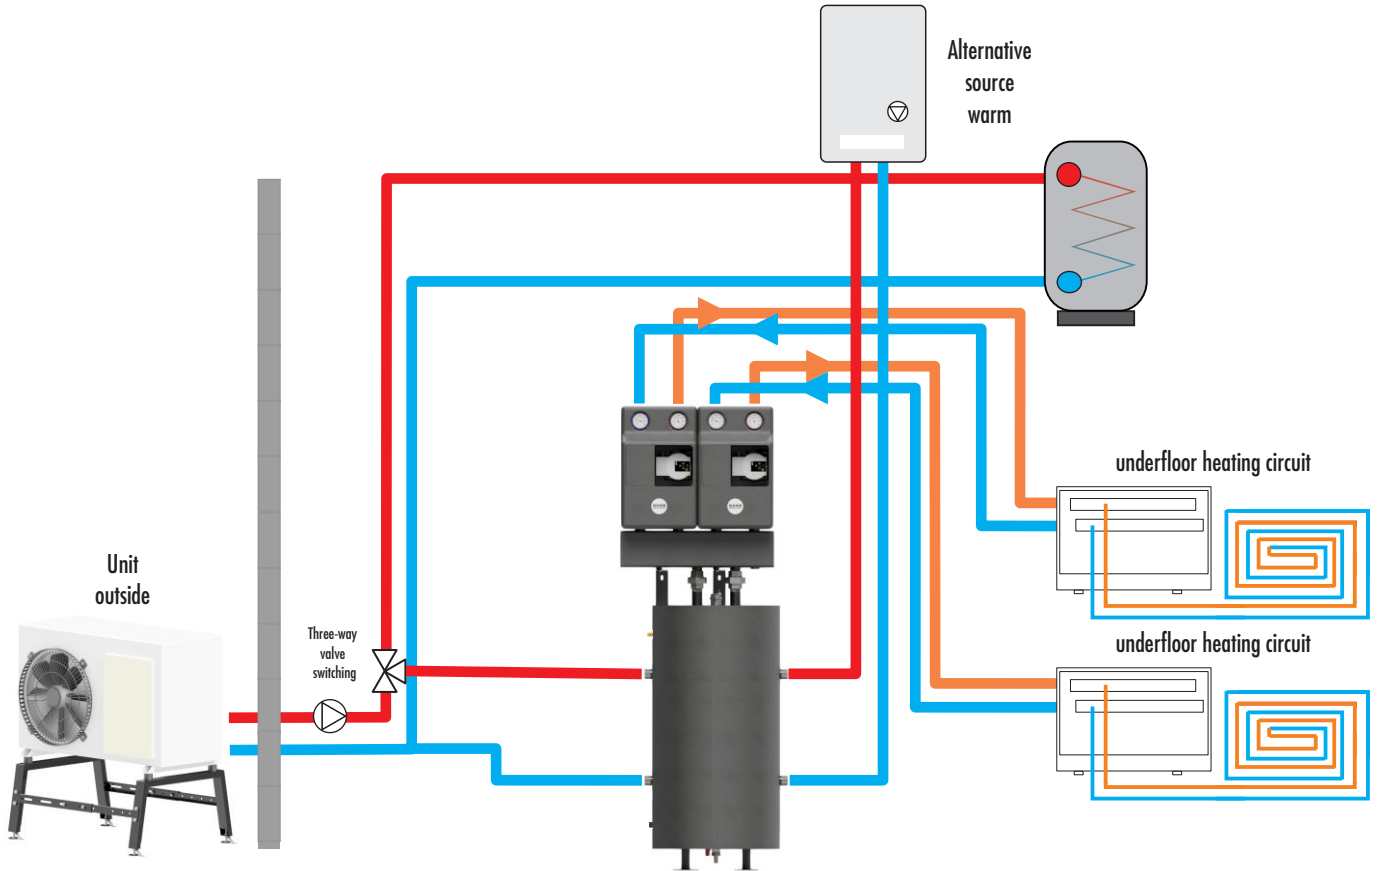 Alternative
source
warm
underfloor heating circuit
Unit
outside
Three-way
valve
switching
underfloor heating circuit